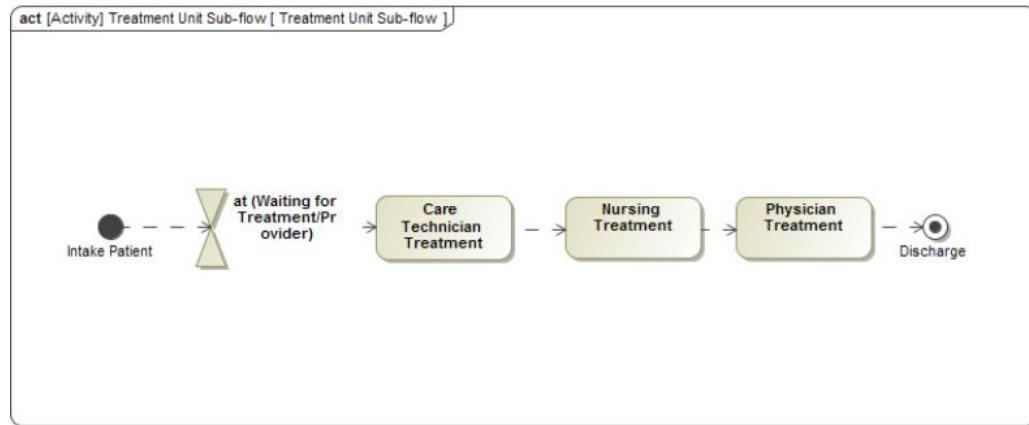 act [Activity] Treatment Unit Sub-flow [ Treatment Unit Sub-flow ]
Intake Patient
at (Waiting for
Treatment/Pr
ovider)
Care
Technician
Treatment
Nursing
Treatment
Physician
Treatment
Discharge